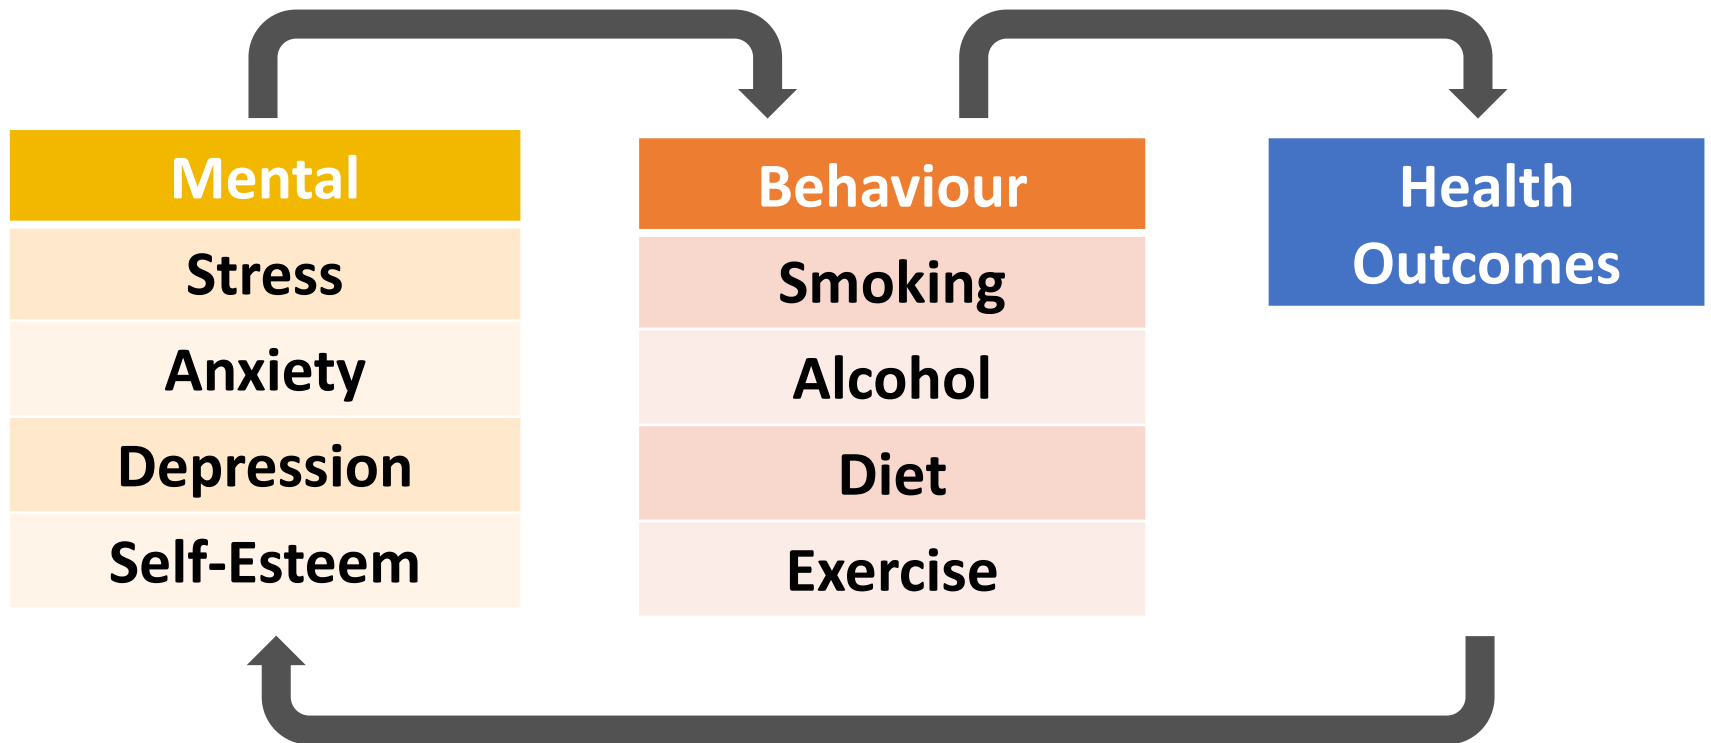 Mental
Stress
Anxiety
Depression
Self-Esteem
Behaviour
Smoking
Alcohol
Diet
Exercise
Health
Outcomes